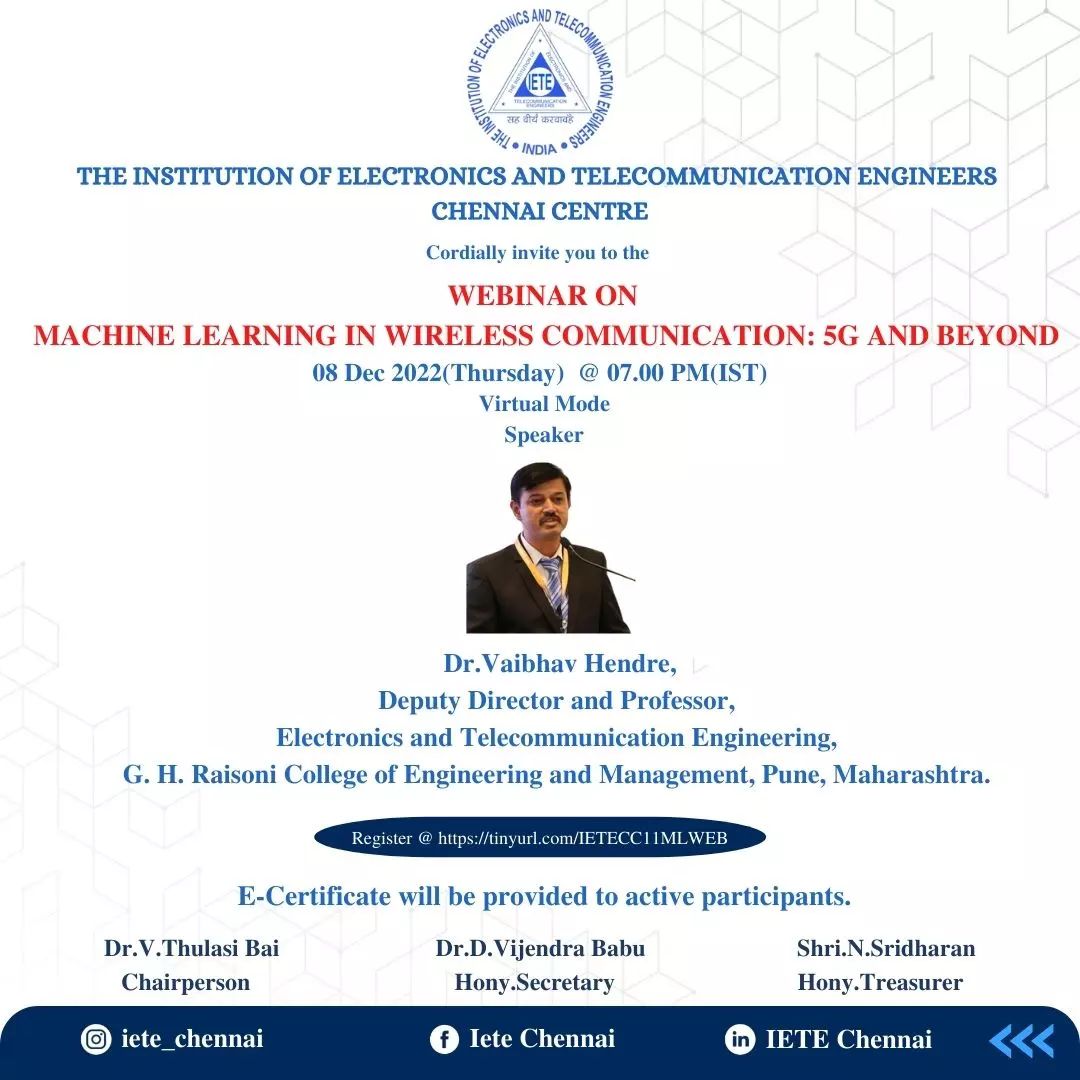 THE INSTITUTION OF ELECTRONICS AND TELECOMMUNICATION ENGINEERS
• INDIA •
THE INSTITUTION OF ELECTRONICS AND
IETE
TELECOMMUNICATION
ENGINEERS
सह वीर्य करवावहै
THE INSTITUTION OF ELECTRONICS AND TELECOMMUNICATION ENGINEERS
CHENNAI CENTRE
Cordially invite you to the
WEBINAR ON
MACHINE LEARNING IN WIRELESS COMMUNICATION: 5G AND BEYOND
08 Dec 2022(Thursday) @ 07.00 PM(IST)
Virtual Mode
Speaker
Dr.Vaibhav Hendre,
Deputy Director and Professor,
Electronics and Telecommunication Engineering,
G. H. Raisoni College of Engineering and Management, Pune, Maharashtra.
Register @ https://tinyurl.com/IETECC11MLWEB
E-Certificate will be provided to active participants.
Dr.V.Thulasi Bai Dr.D.Vijendra Babu Shri.N.Sridharan
Chairperson Hony.Secretary Hony.Treasurer
iete_chennai Iete Chennai IETE Chennai